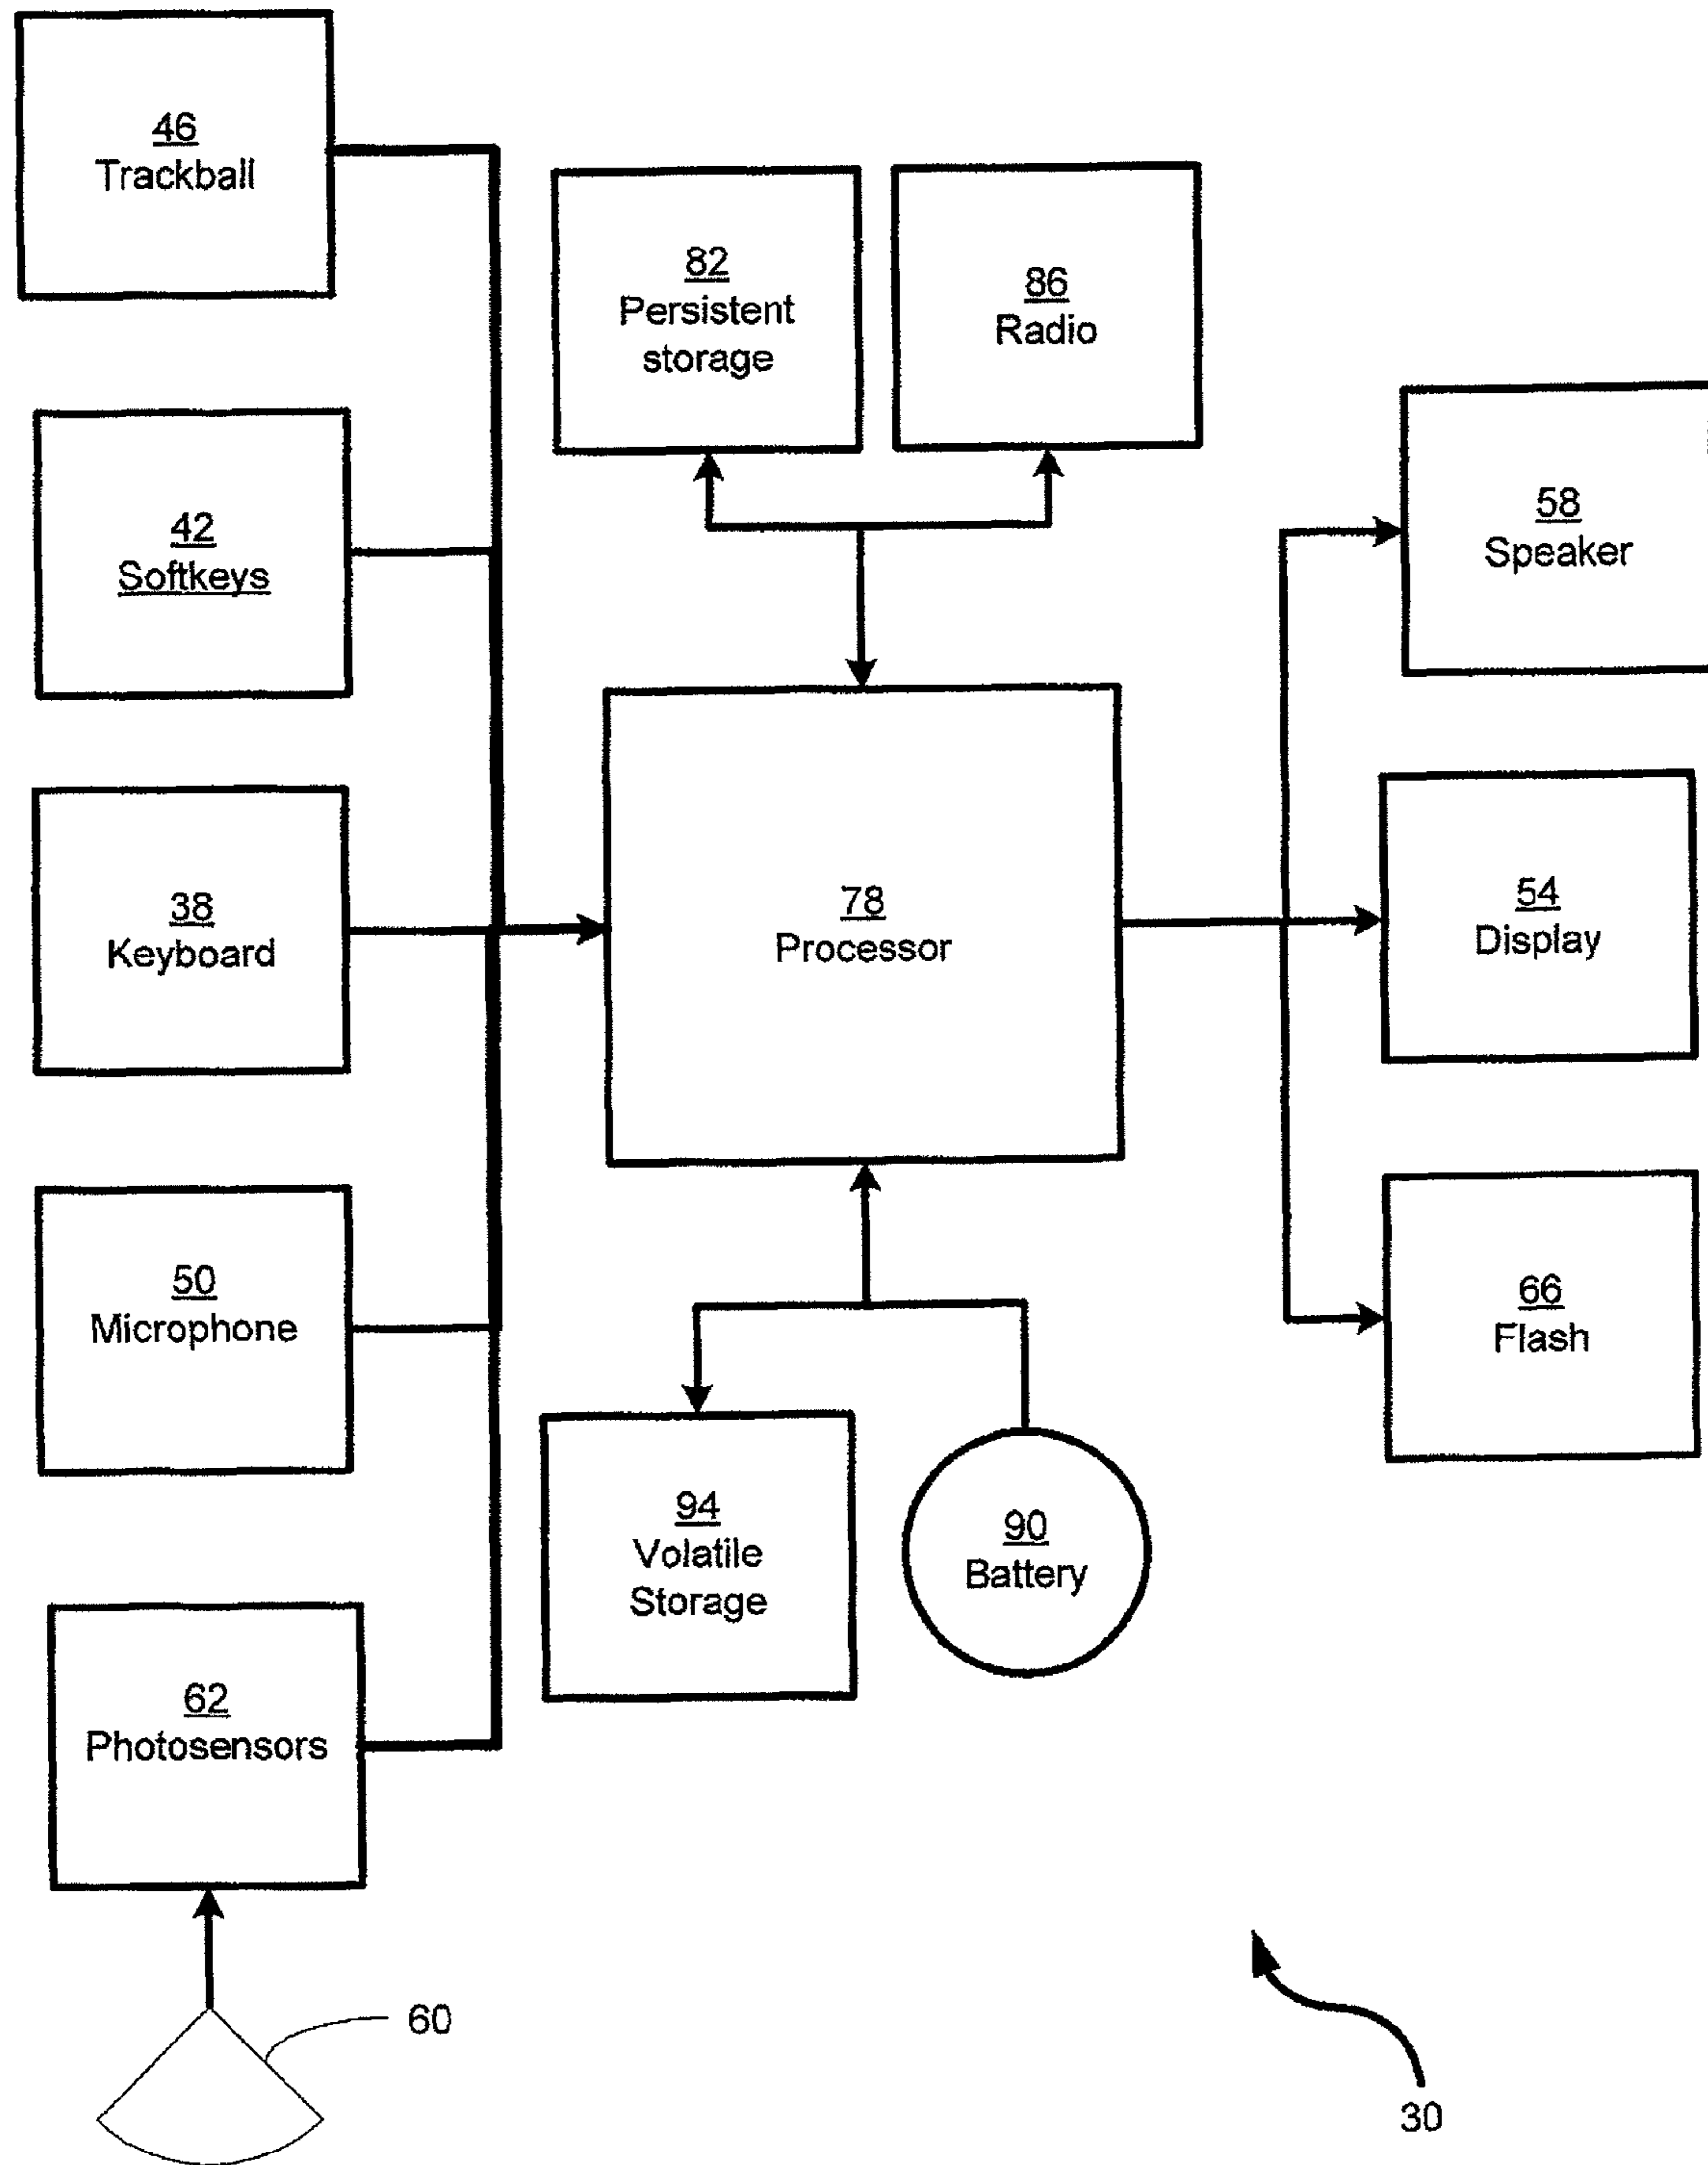 46
Trackball
82
Persistent
storage
86
Radio
42
Softkeys
58
Speaker
38
Keyboard
78
Processor
54
Display
50
Microphone
66
Flash
94
Volatile
Storage
90
Battery
62
Photosensors
60
30